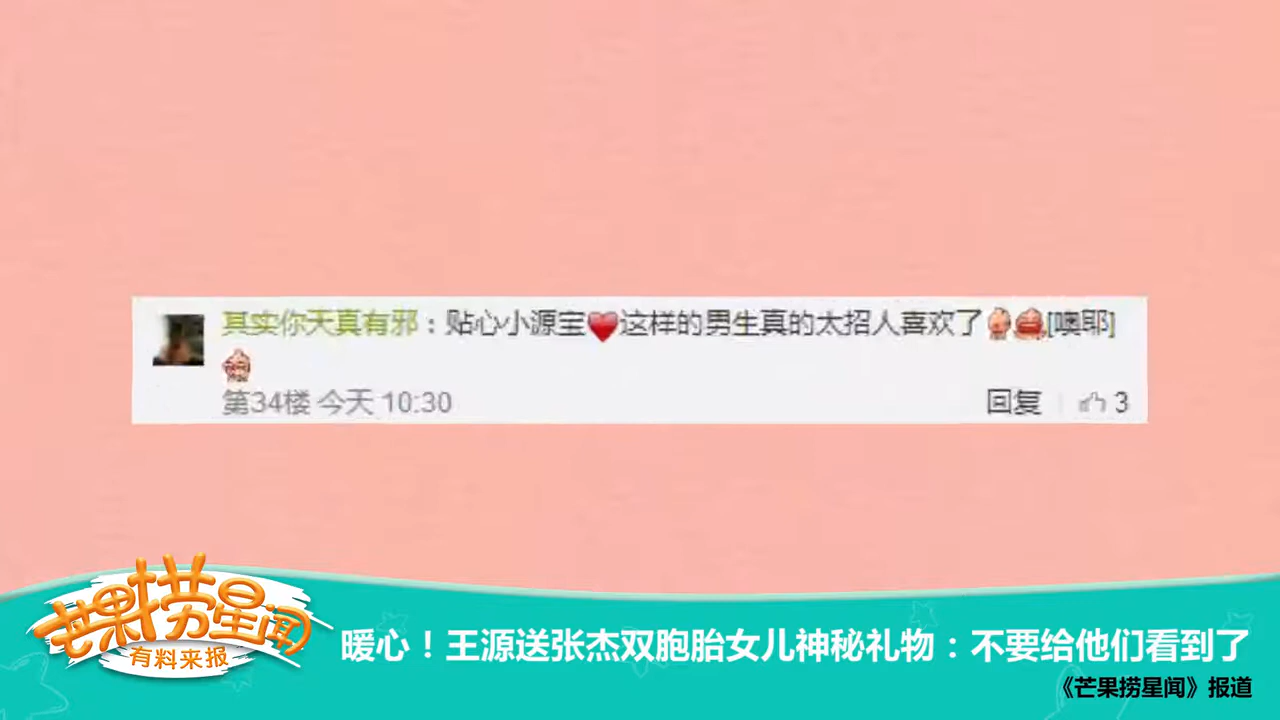 其实你天真有邪：贴心小源宝❤这样的男生真的太招人喜欢了[噢耶]
第34楼 今天 10:30
回复 3
芒果捞星闻
有料来报
暖心！王源送张杰双胞胎女儿神秘礼物：不要给他们看到了
《芒果捞星闻》报道